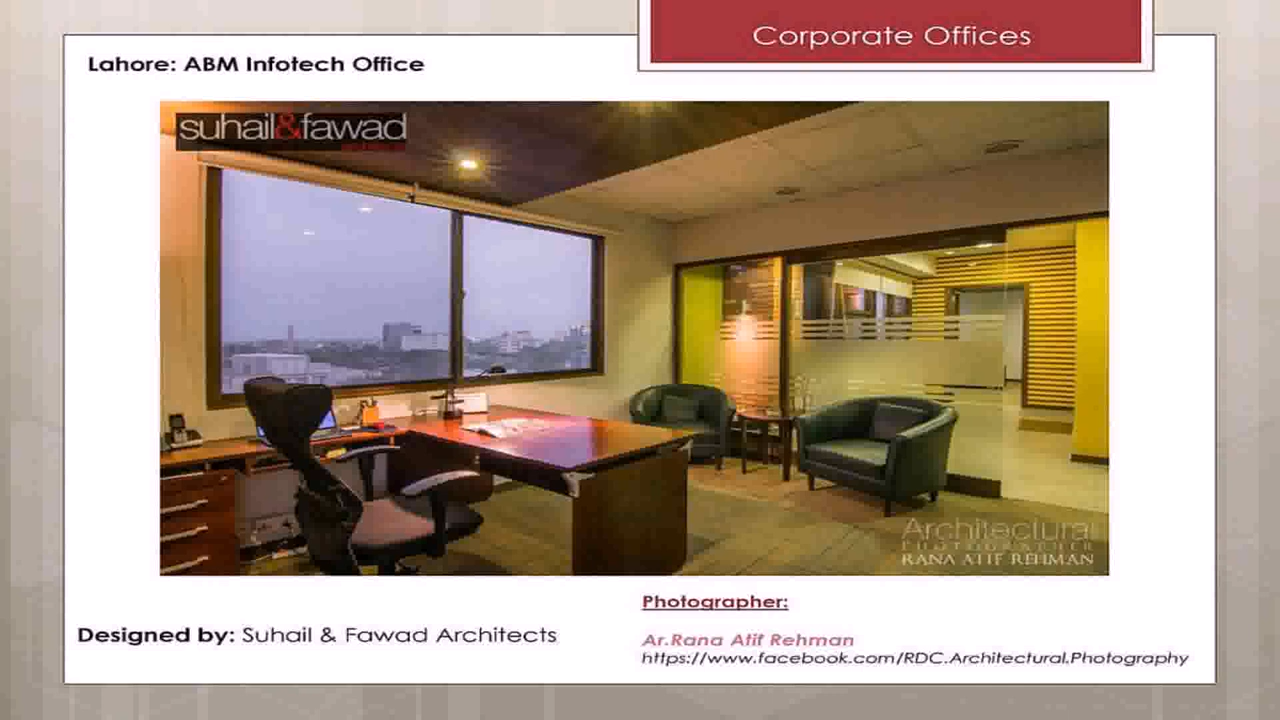 Corporate Offices
Lahore: ABM Infotech Office
suhail&fawad
Architectural
PHOTOGRAPHER
RANA ATIF REHMAN
Photographer:
Designed by: Suhail & Fawad Architects
Ar.Rana Atif Rehman
https://www.facebook.com/RDC.Architectural.Photography